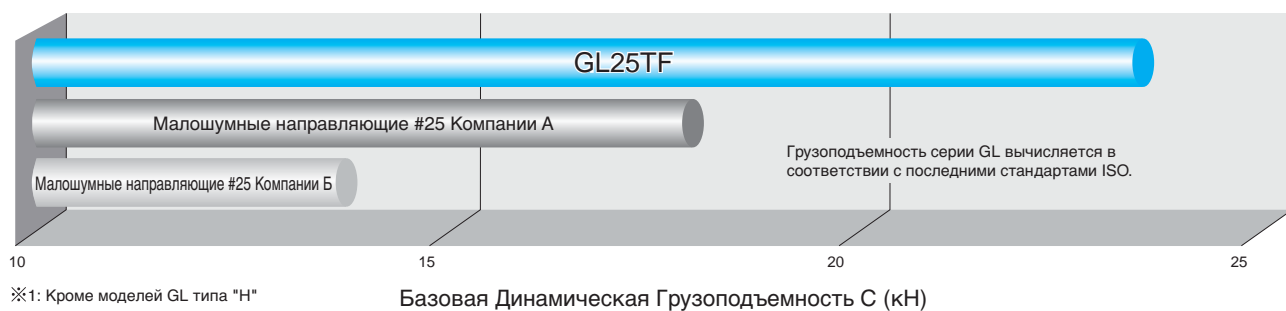 GL25TF
Малошумные направляющие #25 Компании А
Малошумные направляющие #25 Компании Б
Грузоподъемность серии GL вычисляется в
соответствии с последними стандартами ISO.
10 15 20 25
※1: Кроме моделей GL типа "H"
Базовая Динамическая Грузоподъемность С (кН)